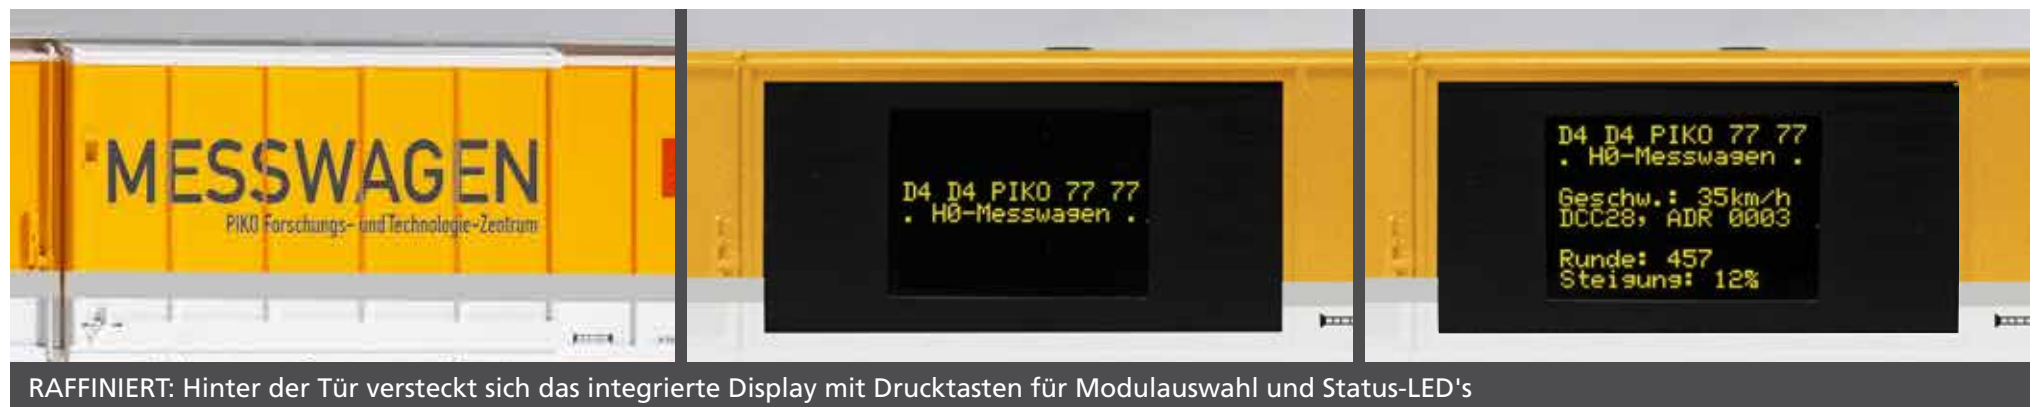 MESSWAGEN
PIKO Forschungs- und Technologie-Zentrum
D4 D4 PIKO 77 77
. H0-Messwagen .
D4 D4 PIKO 77 77
. H0-Messwagen .
Geschw.: 35km/h
DCC28, ADR 0003
Runde: 457
Steigung: 12%
RAFFINIERT: Hinter der Tür versteckt sich das integrierte Display mit Drucktasten für Modulauswahl und Status-LED's